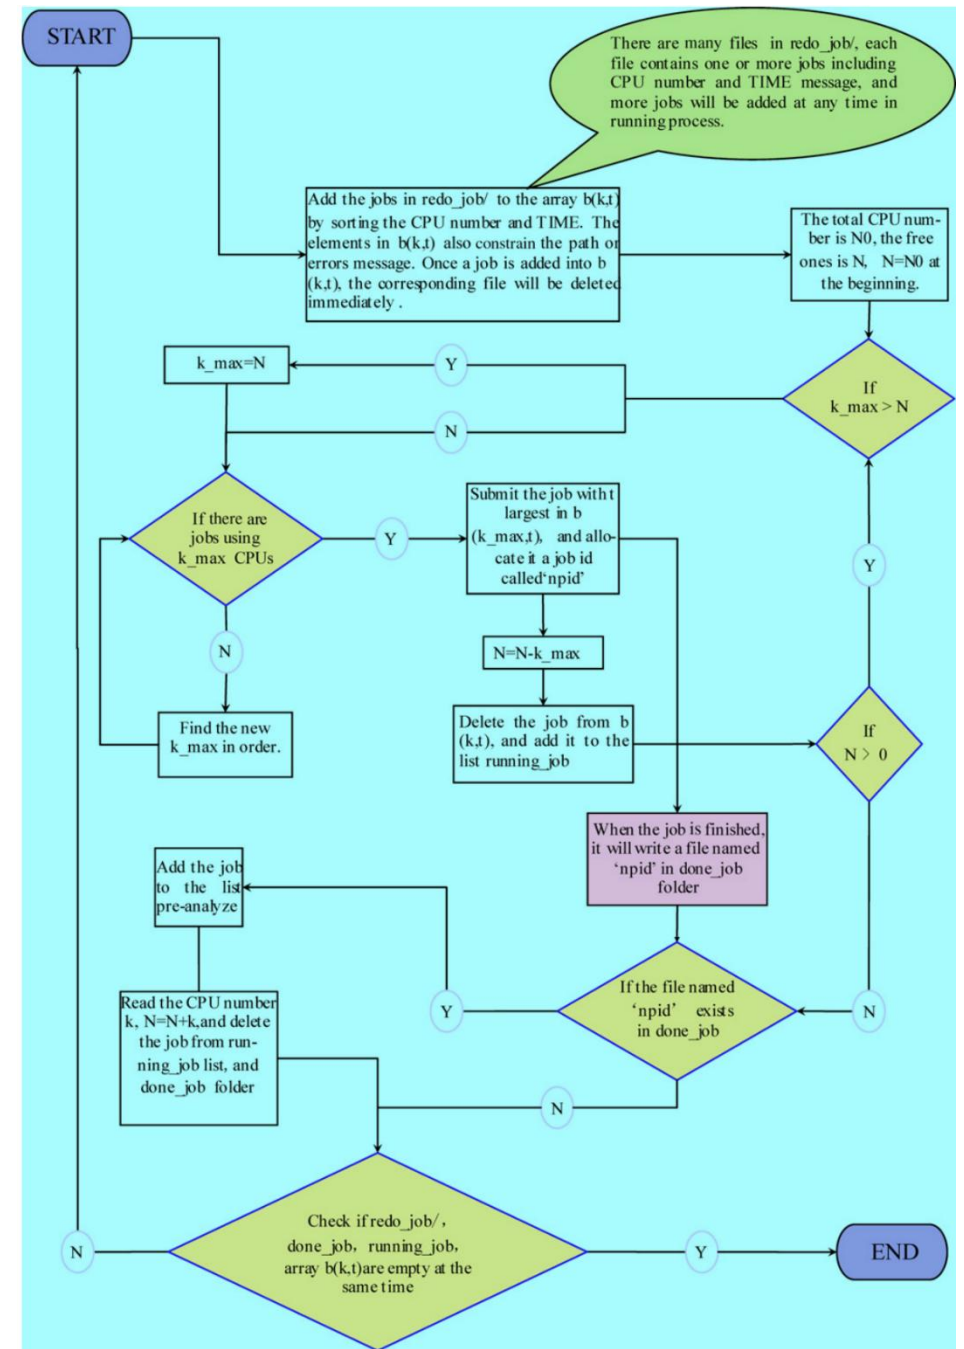 START
There are many files in redo_job/, each
file contains one or more jobs including
CPU number and TIME message, and
more jobs will be added at any time in
running process.
Add the jobs in redo_job/ to the array b(k,t)
by sorting the CPU number and TIME. The
elements in b(k,t) also constrain the path or
errors message. Once a job is added into b
(k,t), the corresponding file will be deleted
immediately .
The total CPU num-
ber is N0, the free
ones is N, N=N0 at
the beginning.
k_max=N
Y
If
k_max > N
N
If there are
jobs using
k_max CPUs
Y
Submit the job with t
largest in b
(k_max,t), and allo-
cate it a job id
called‘npid’
Y
N
N=N-k_max
Find the new
k_max in order.
Delete the job from b
(k,t), and add it to the
list running_job
If
N > 0
When the job is finished,
it will write a file named
‘npid’ in done_job
folder
Add the job
to the list
pre-analyze
If the file named
‘npid’ exists
in done_job
Y
N
Read the CPU number
k, N=N+k,and delete
the job from run-
ning_job list, and
done_job folder
N
Check if redo_job/,
done_job, running_job,
array b(k,t)are empty at the
same time
N
Y
END